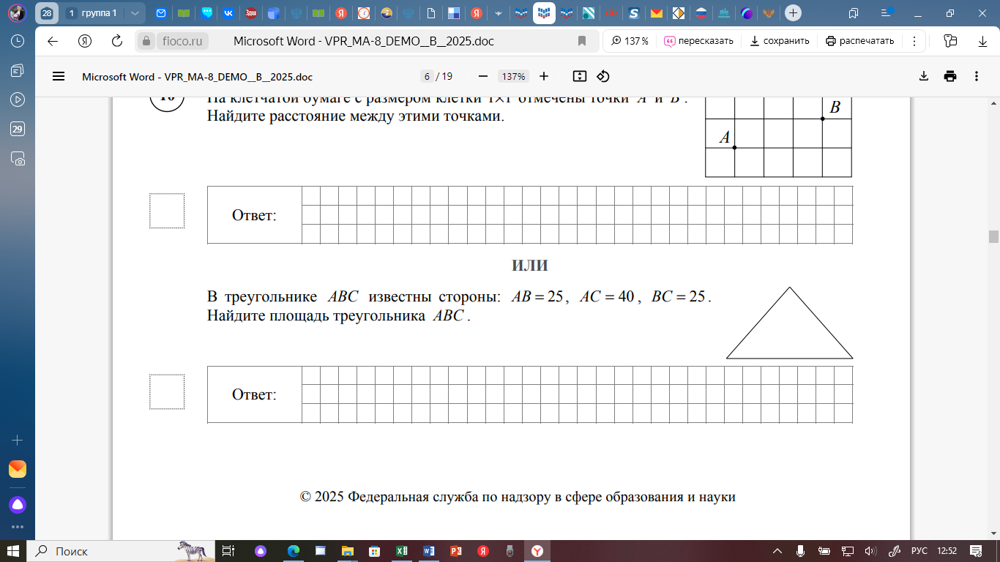 28
1 группа 1
fioco.ru
Microsoft Word - VPR_MA-8_DEMO__B__2025.doc
137 %
пересказать
сохранить
распечатать
Microsoft Word - VPR_MA-8_DEMO__B__2025.doc
6 / 19
137%
На клетчатой бумаге с размером клетки 1×1 отмечены точки A и B .
Найдите расстояние между этими точками.
B
A
29
Ответ:
ИЛИ
В треугольнике ABC известны стороны: AB = 25 , AC = 40 , BC = 25 .
Найдите площадь треугольника ABC .
Ответ:
© 2025 Федеральная служба по надзору в сфере образования и науки
Поиск
РУС
12:52